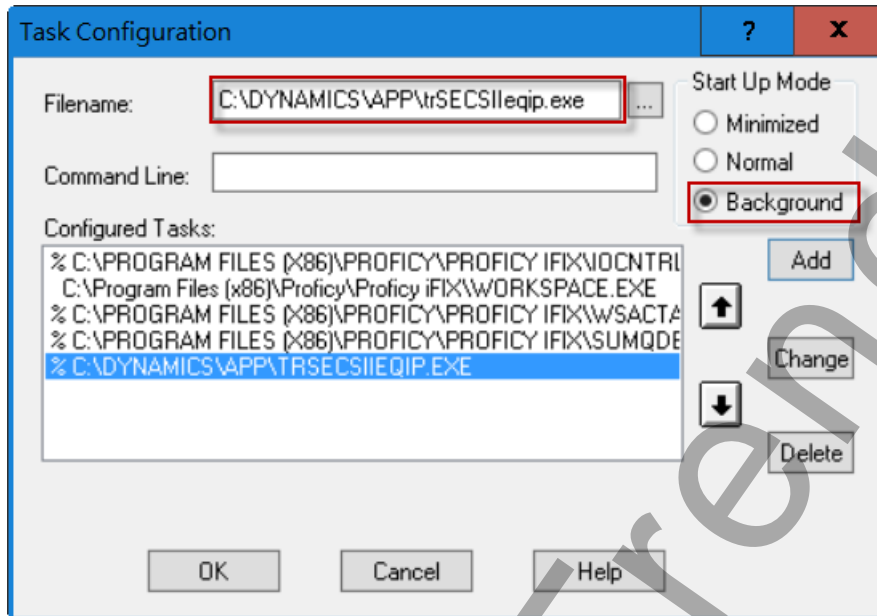 Task Configuration
? x
Filename: C:\DYNAMICS\APP\trSECSIIeqip.exe ...
Start Up Mode
Minimized
Normal
Background
Command Line:
Configured Tasks:
% C:\PROGRAM FILES (X86)\PROFICY\PROFICY IFIX\IOCNTRL
C:\Program Files (x86)\Proficy\Proficy iFIX\WORKSPACE.EXE
% C:\PROGRAM FILES (X86)\PROFICY\PROFICY IFIX\WSACTA
% C:\PROGRAM FILES (X86)\PROFICY\PROFICY IFIX\SUMQDE
% C:\DYNAMICS\APP\TRSECSIIEQIP.EXE
Add
Change
Delete
OK Cancel Help
Trend